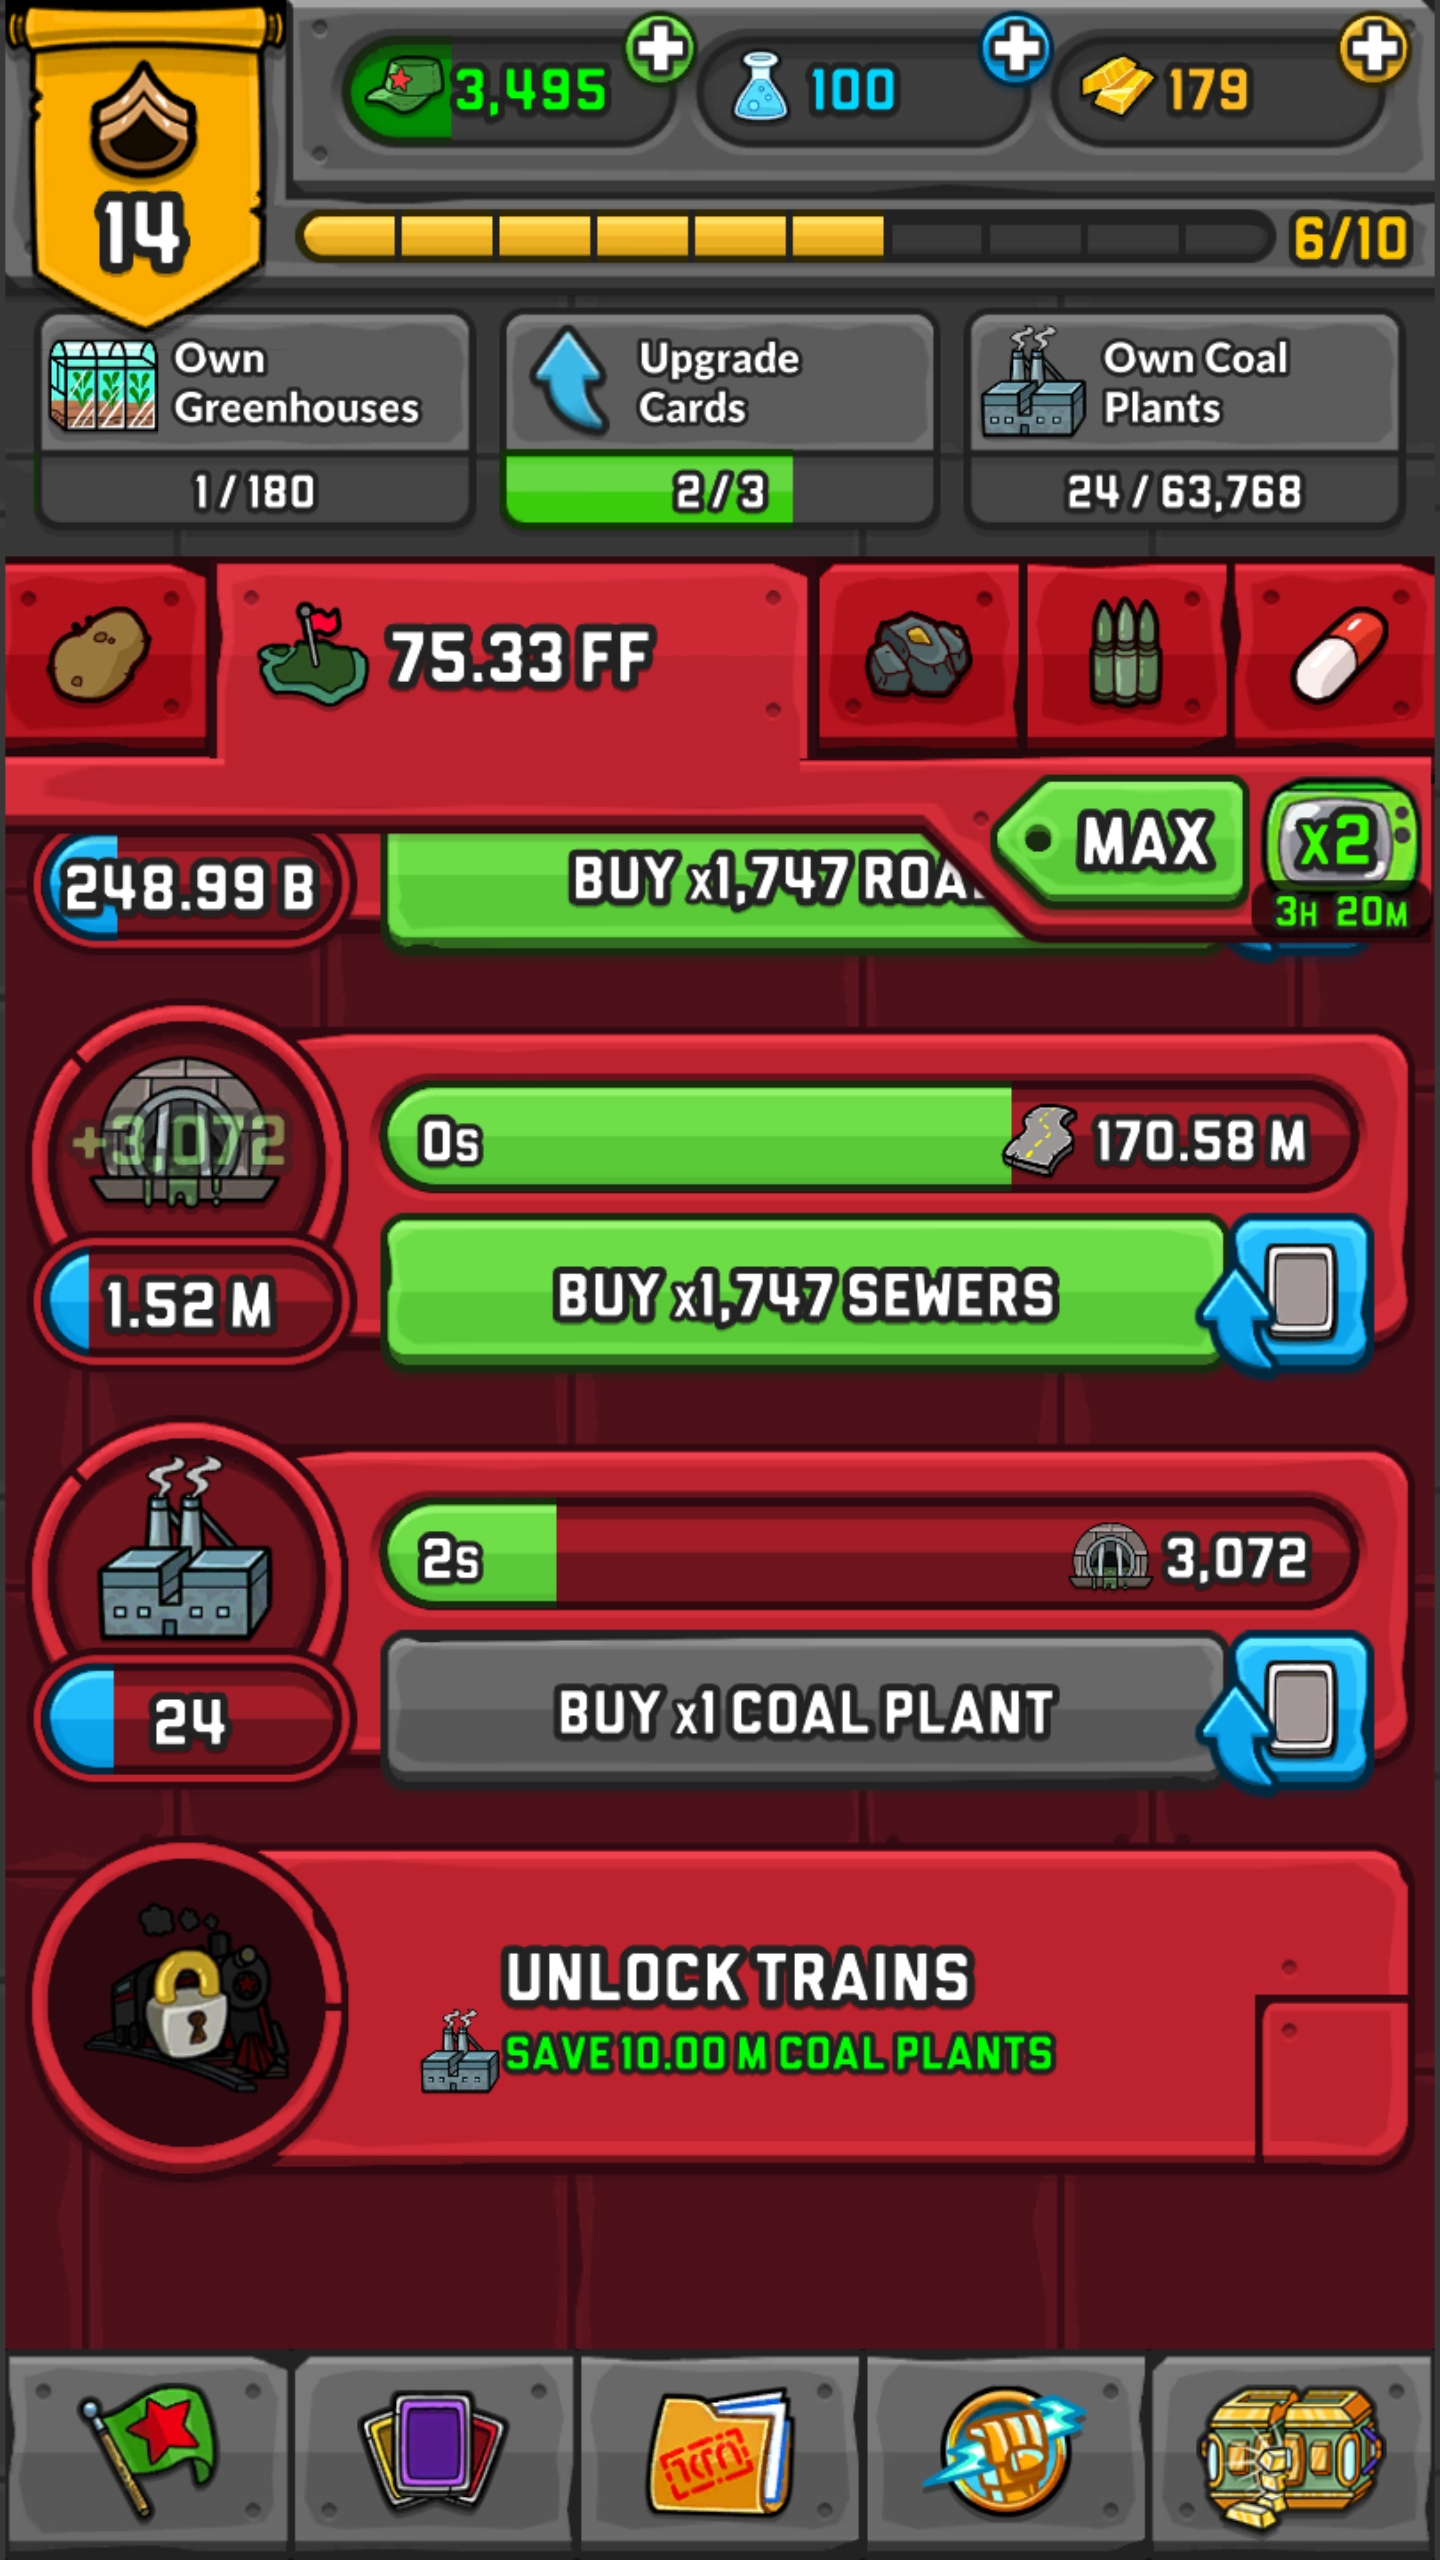 3,495
100
179
14
6/10
Own
Greenhouses
1/180
Upgrade
Cards
2/3
Own Coal
Plants
24/63,768
75.33 FF
MAX
x2
3H 20M
248.99 B
BUY x1,747
+3,072
0s
170.58 M
1.52 M
BUY x1,747 SEWERS
2s
3,072
24
BUY x1 COAL PLANT
UNLOCK TRAINS
SAVE 10.00 M COAL PLANTS